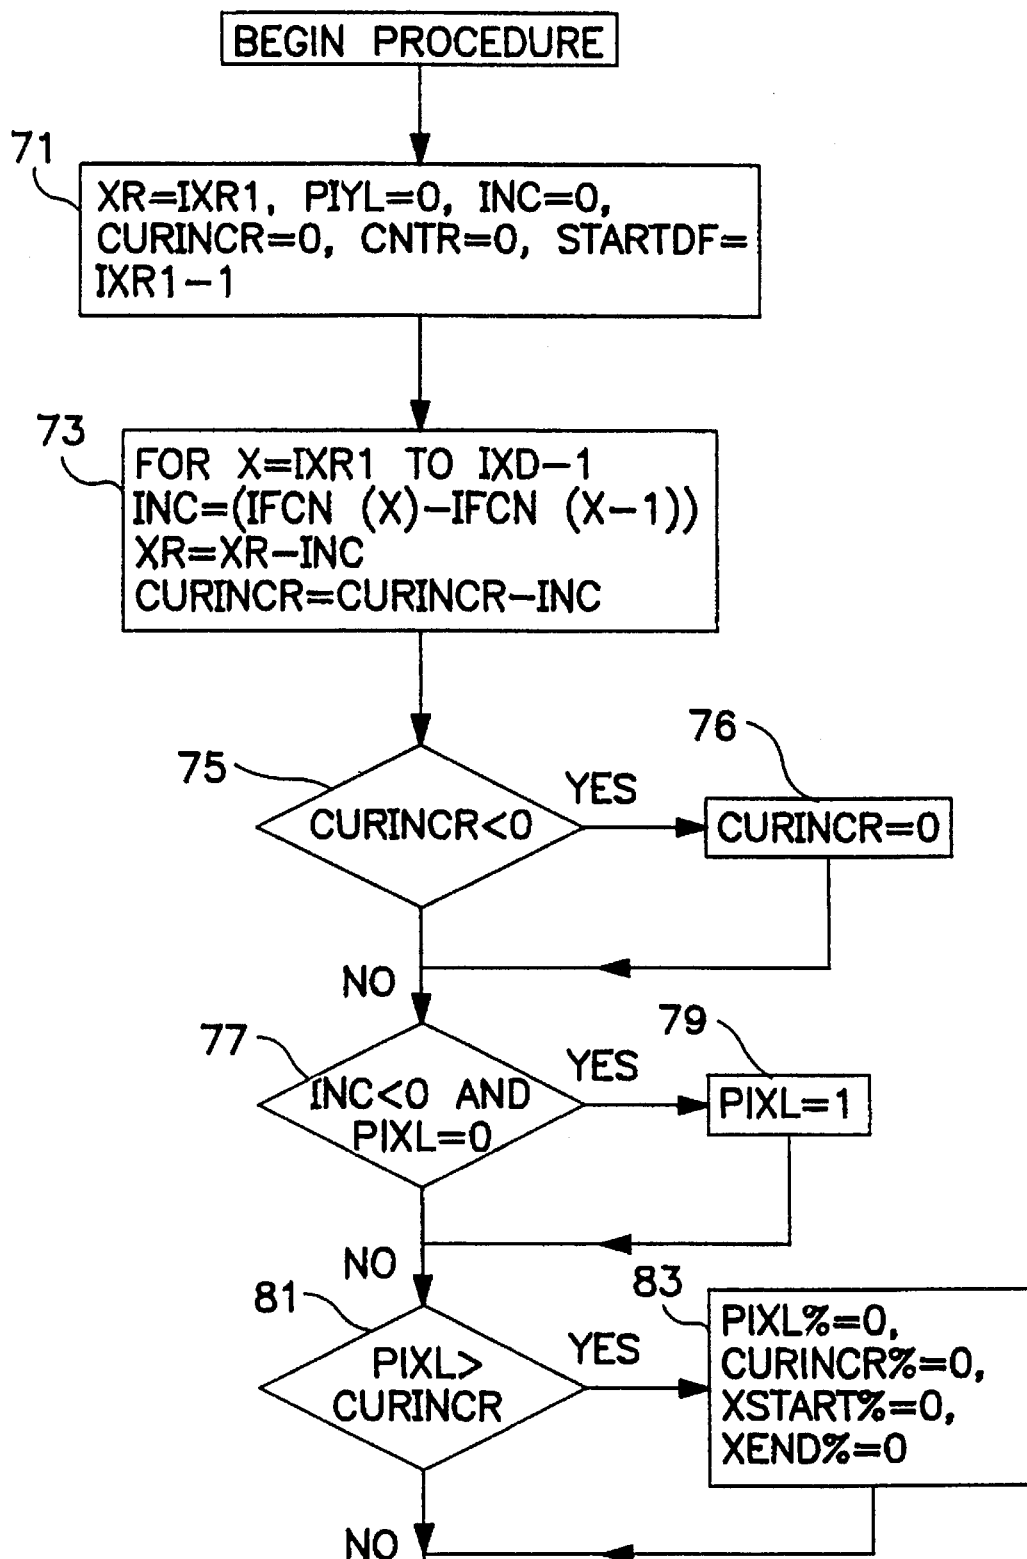 BEGIN PROCEDURE
71
XR=IXR1, PIYL=0, INC=0,
CURINCR=0, CNTR=0, STARTDF=
IXR1-1
73
FOR X=IXR1 TO IXD-1
INC=(IFCN (X)-IFCN (X-1))
XR=XR-INC
CURINCR=CURINCR-INC
75
CURINCR<0
YES
76
CURINCR=0
NO
77
INC<0 AND
PIXL=0
YES
79
PIXL=1
NO
81
PIXL>
CURINCR
YES
83
PIXL%=0,
CURINCR%=0,
XSTART%=0,
XEND%=0
NO